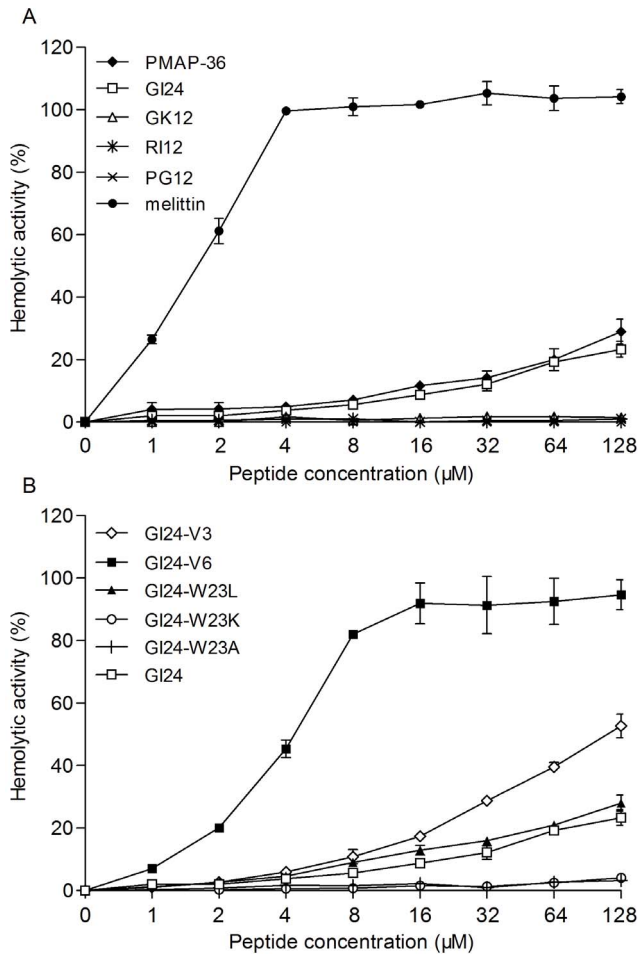 A
120
100
80
60
40
20
0
Hemolytic activity (%)
PMAP-36
GI24
GK12
RI12
PG12
melittin
0 1 2 4 8 16 32 64 128
Peptide concentration (μM)
B
120
100
80
60
40
20
0
Hemolytic activity (%)
GI24-V3
GI24-V6
GI24-W23L
GI24-W23K
GI24-W23A
GI24
0 1 2 4 8 16 32 64 128
Peptide concentration (μM)